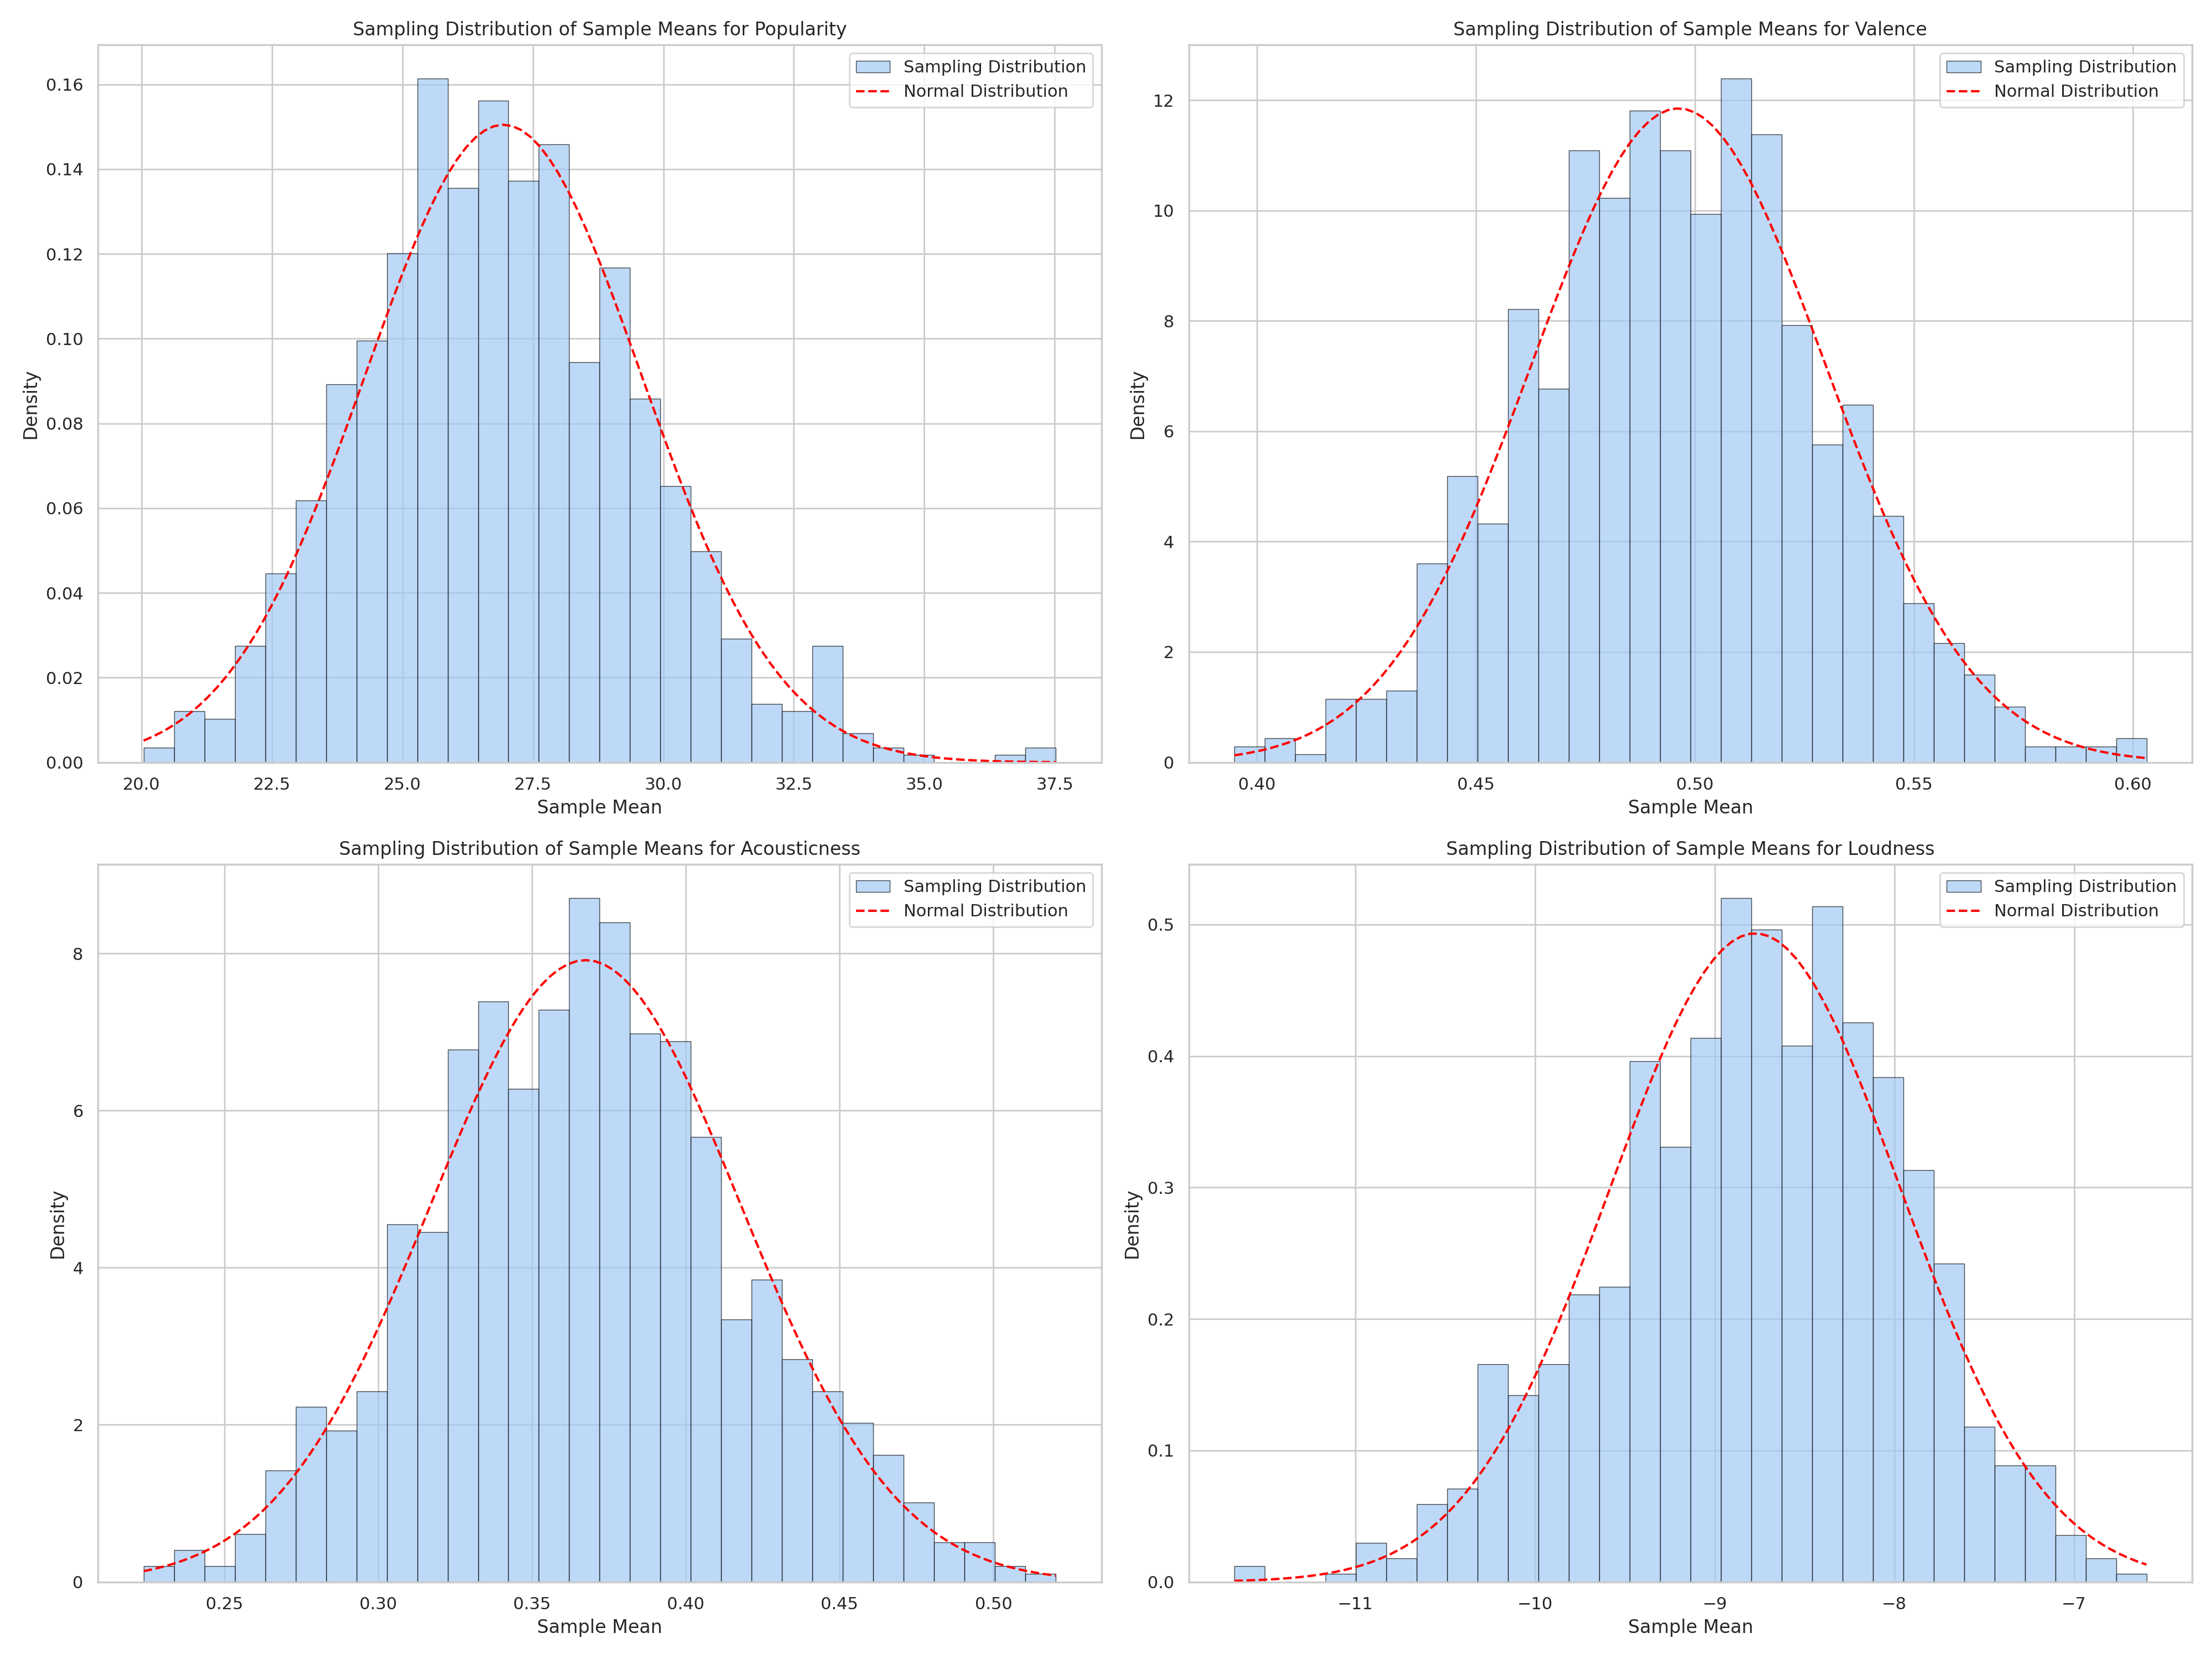 Sampling Distribution of Sample Means for Popularity
Sampling Distribution
Normal Distribution
0.16
0.14
0.12
0.10
0.08
0.06
0.04
0.02
0.00
Density
20.0 22.5 25.0 27.5 30.0 32.5 35.0 37.5
Sample Mean
Sampling Distribution of Sample Means for Valence
Sampling Distribution
Normal Distribution
12
10
8
6
4
2
0
Density
0.40 0.45 0.50 0.55 0.60
Sample Mean
Sampling Distribution of Sample Means for Acousticness
Sampling Distribution
Normal Distribution
8
6
4
2
0
Density
0.25 0.30 0.35 0.40 0.45 0.50
Sample Mean
Sampling Distribution of Sample Means for Loudness
Sampling Distribution
Normal Distribution
0.5
0.4
0.3
0.2
0.1
0.0
Density
−11 −10 −9 −8 −7
Sample Mean